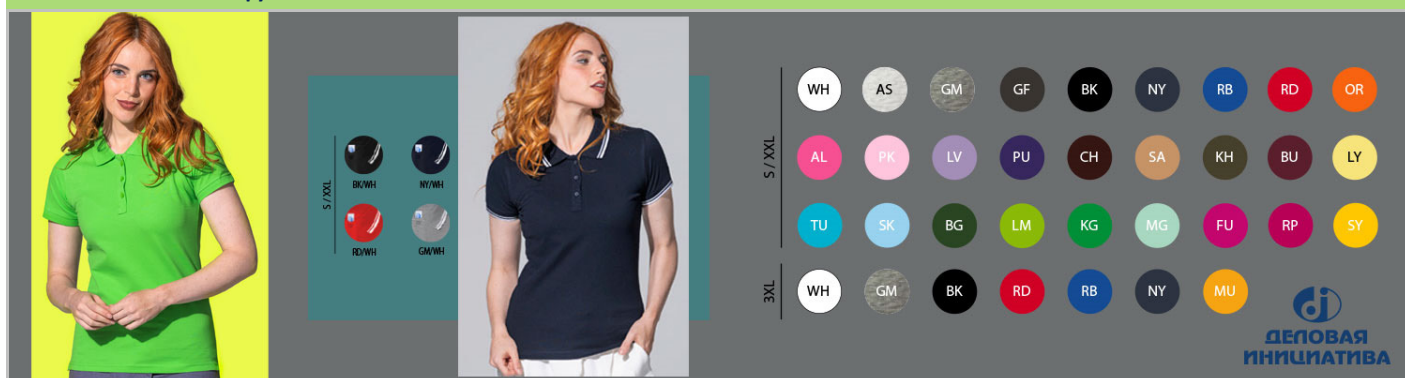 S / XXL
BK/WH NY/WH
RD/WH GM/WH
S / XXL
WH AS GM GF BK NY RB RD OR
AL PK LV PU CH SA KH BU LY
TU SK BG LM KG MG FU RP SY
3XL
WH GM BK RD RB NY MU
ДЕЛОВАЯ
ИНИЦИАТИВА